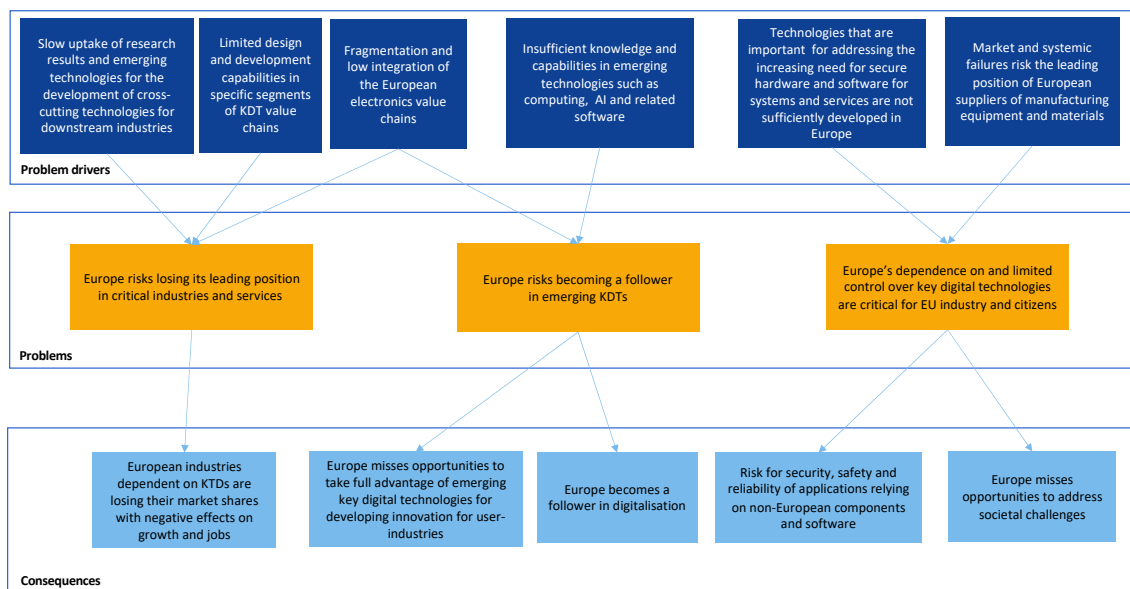 Slow uptake of research
results and emerging
technologies for the
development of cross-
cutting technologies for
downstream industries
Limited design
and development
capabilities in
specific segments
of KDT value
chains
Fragmentation and
low integration of
the European
electronics value
chains
Insufficient knowledge and
capabilities in emerging
technologies such as
computing, AI and related
software
Technologies that are
important for addressing the
increasing need for secure
hardware and software for
systems and services are not
sufficiently developed in
Europe
Market and systemic
failures risk the leading
position of European
suppliers of manufacturing
equipment and materials
Problem drivers
Europe risks losing its leading position
in critical industries and services
Europe risks becoming a follower
in emerging KDTs
Europe's dependence on and limited
control over key digital technologies
are critical for EU industry and citizens
Problems
European industries
dependent on KTDs are
losing their market shares
with negative effects on
growth and jobs
Europe misses opportunities to
take full advantage of emerging
key digital technologies for
developing innovation for user-
industries
Europe becomes a
follower in digitalisation
Risk for security, safety and
reliability of applications relying
on non-European components
and software
Europe misses
opportunities to address
societal challenges
Consequences